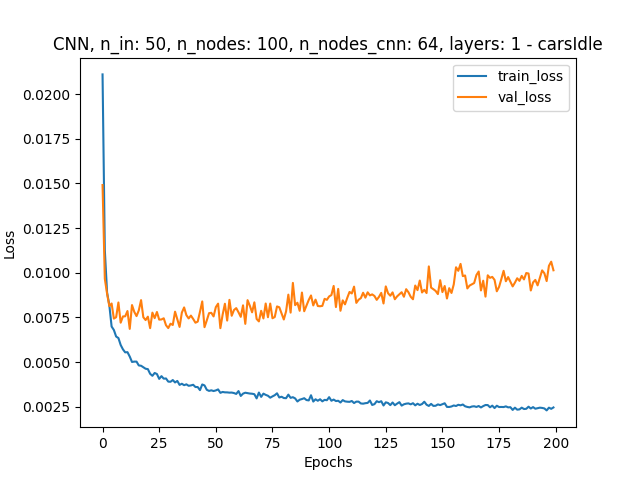 CNN, n_in: 50, n_nodes: 100, n_nodes_cnn: 64, layers: 1 - carsIdle
train_loss
val_loss
0.0200
0.0175
0.0150
0.0125
0.0100
0.0075
0.0050
0.0025
Loss
0 25 50 75 100 125 150 175 200
Epochs